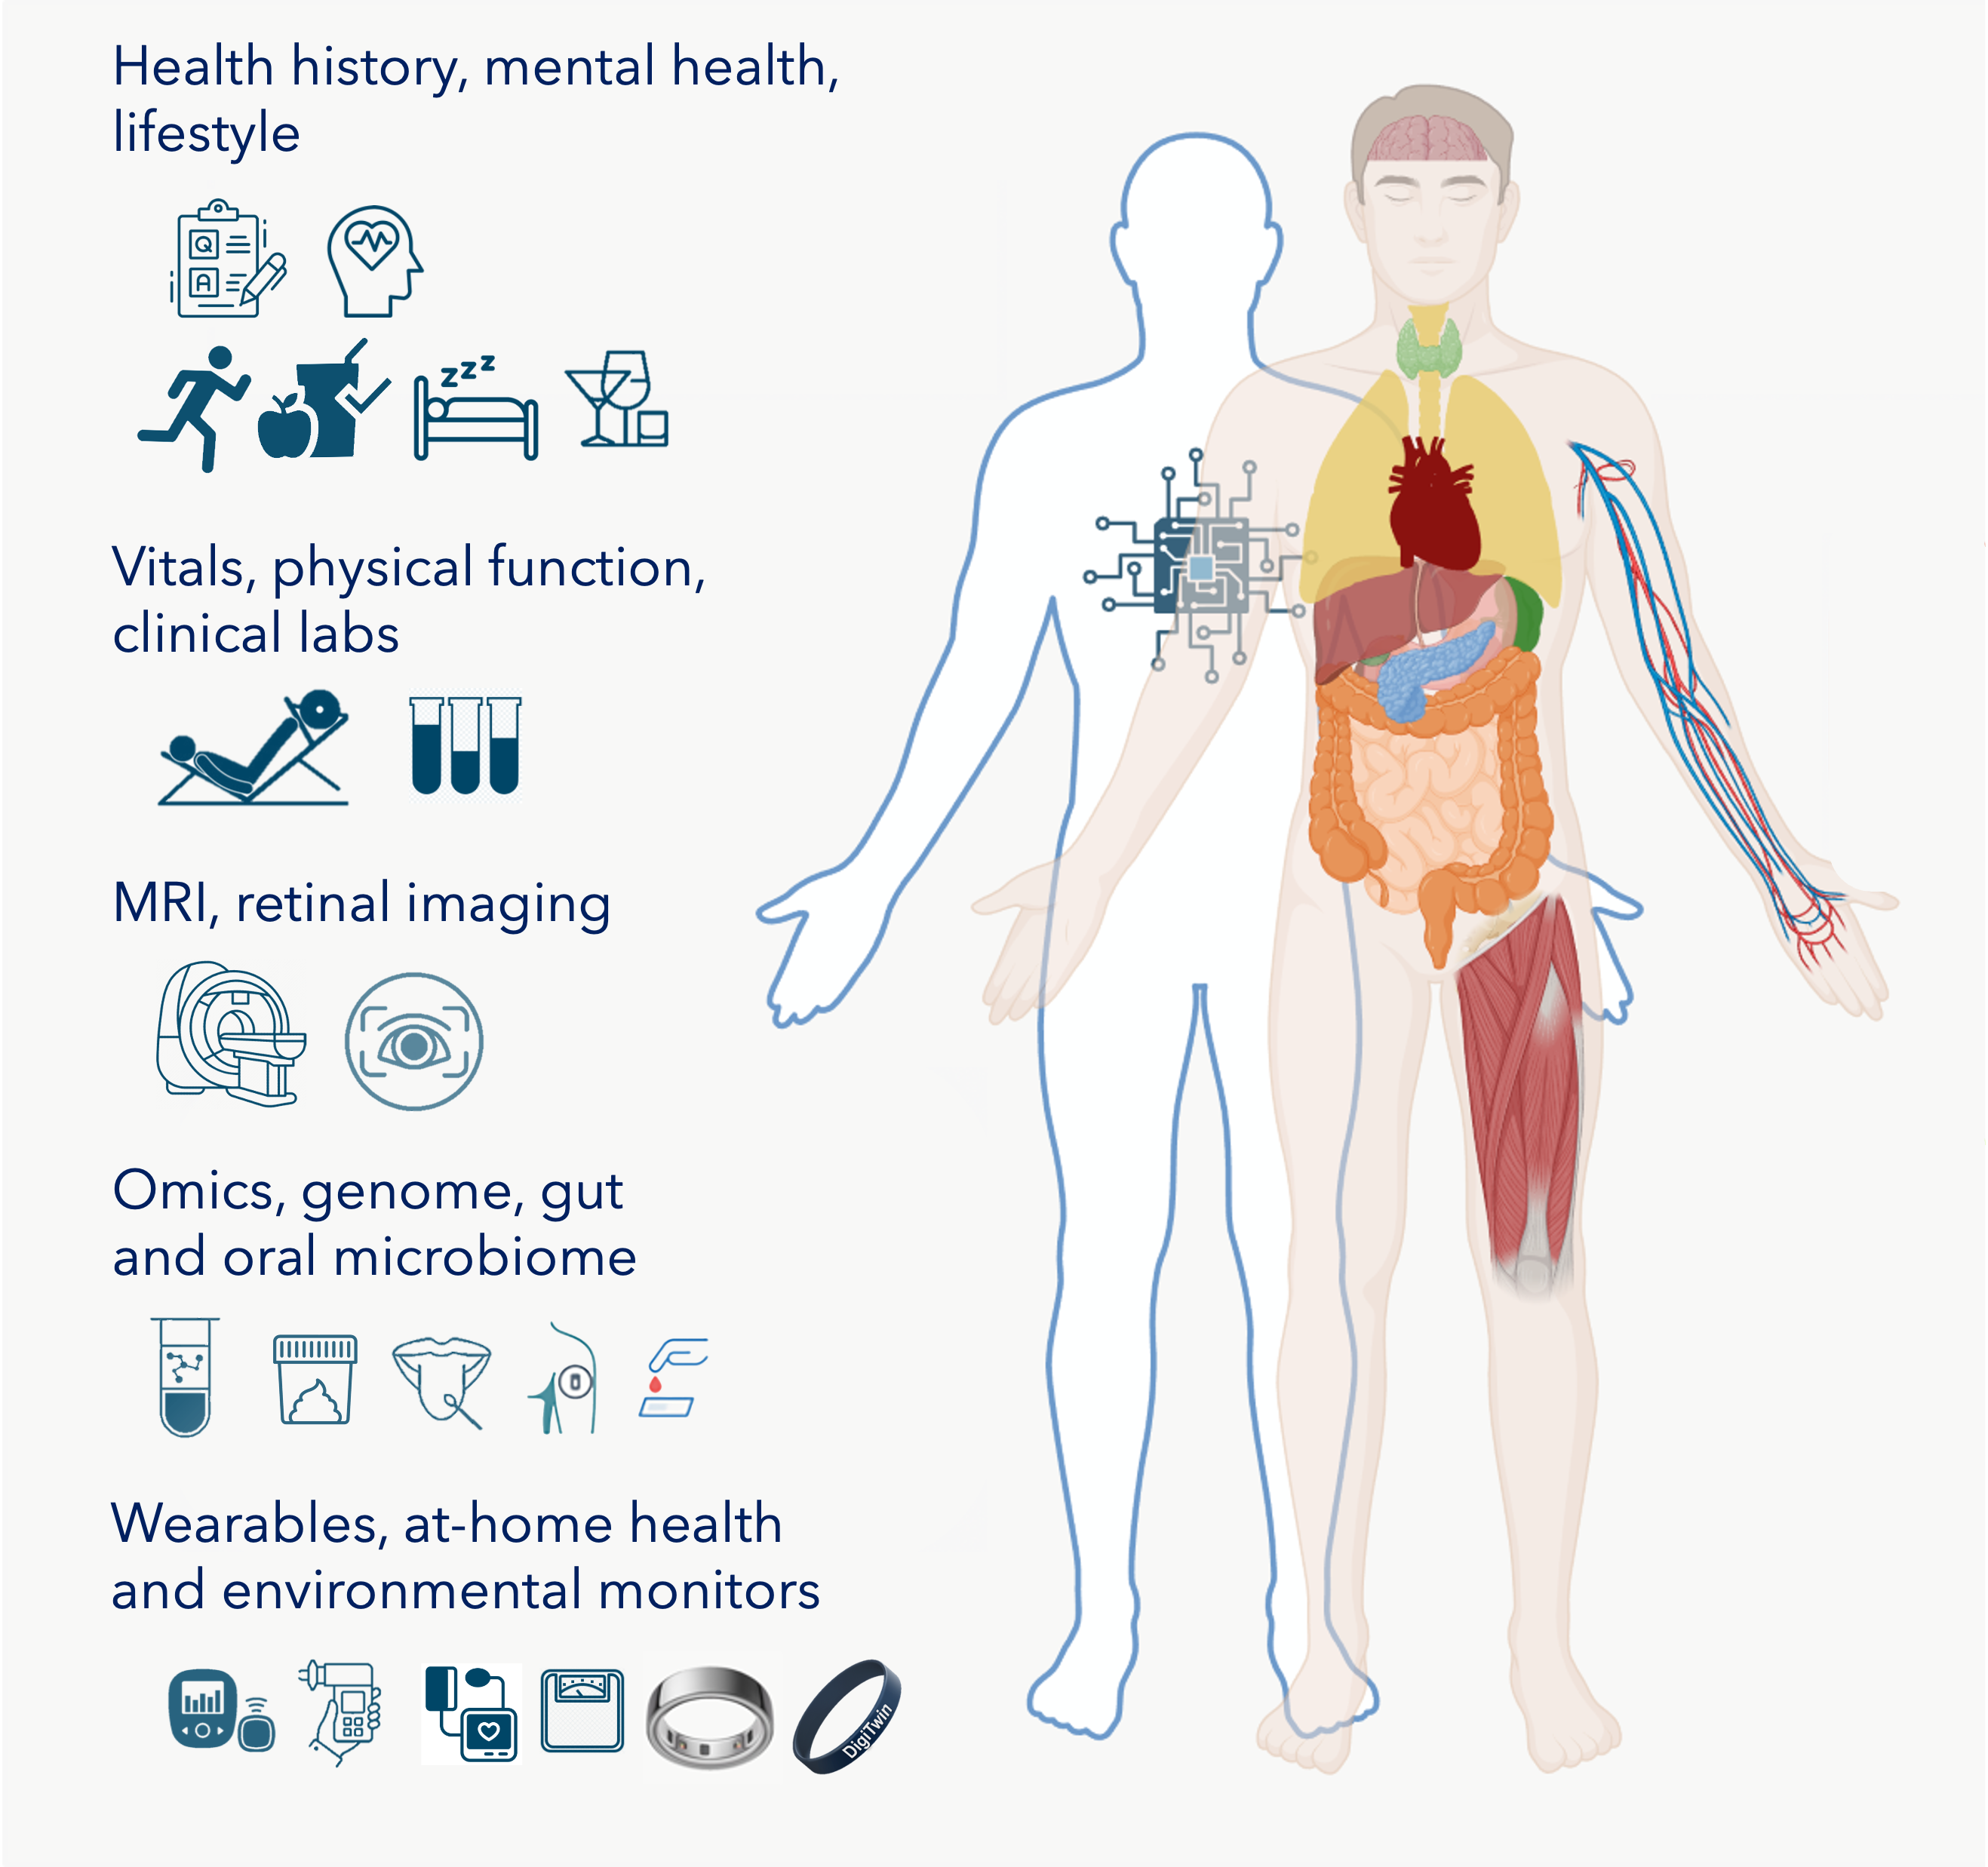 Health history, mental health,
lifestyle
Q
A
zzz
Vitals, physical function,
clinical labs
MRI, retinal imaging
Omics, genome, gut
and oral microbiome
Wearables, at-home health
and environmental monitors
DigiTwin